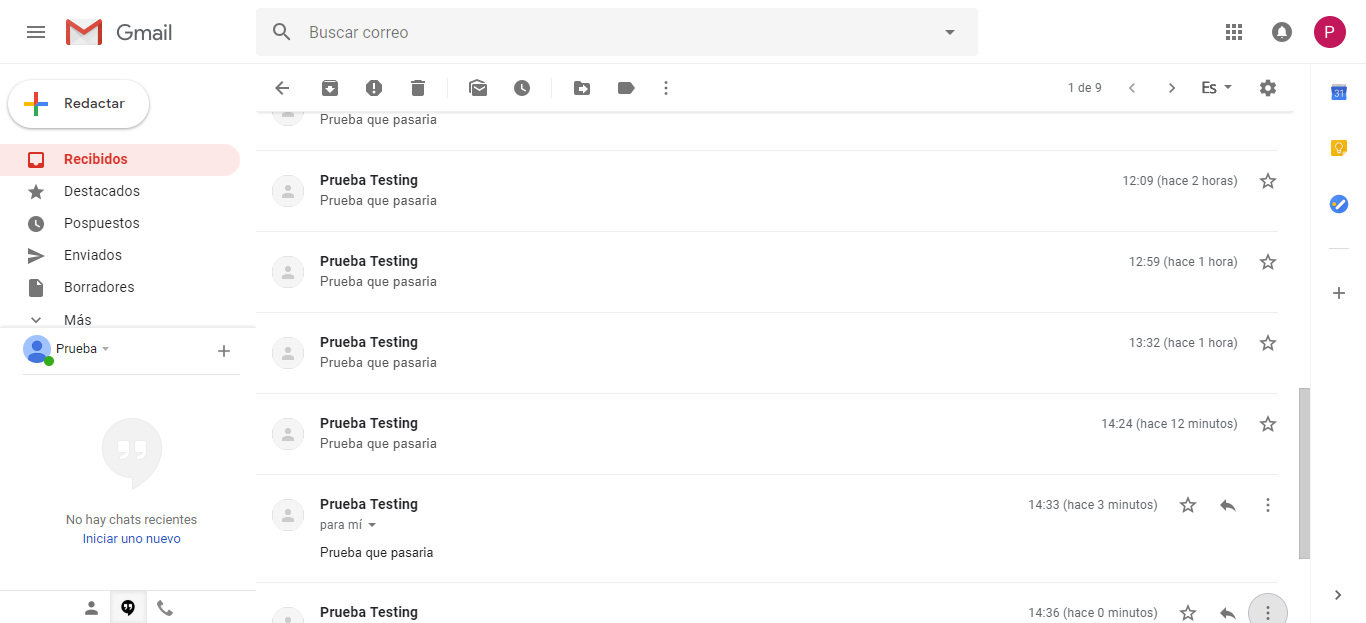 Gmail
Buscar correo
P
Redactar
1 de 9
Es
31
Recibidos
Destacados
Pospuestos
Enviados
Borradores
Más
Prueba
No hay chats recientes
Iniciar uno nuevo
Prueba que pasaria
Prueba Testing 12:09 (hace 2 horas)
Prueba que pasaria
Prueba Testing 12:59 (hace 1 hora)
Prueba que pasaria
Prueba Testing 13:32 (hace 1 hora)
Prueba que pasaria
Prueba Testing 14:24 (hace 12 minutos)
Prueba que pasaria
Prueba Testing 14:33 (hace 3 minutos)
para mí
Prueba que pasaria
Prueba Testing 14:36 (hace 0 minutos)